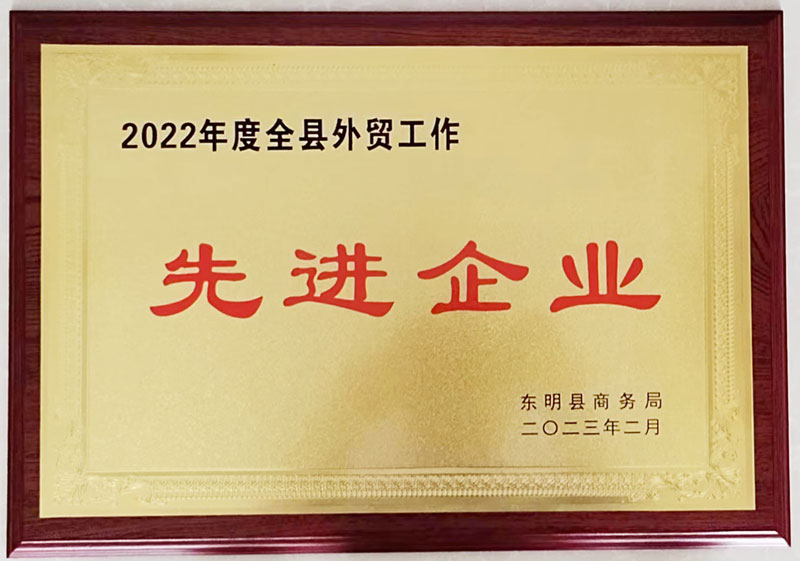 2022年度全县外贸工作
先进企业
东明县商务局
二〇二三年二月